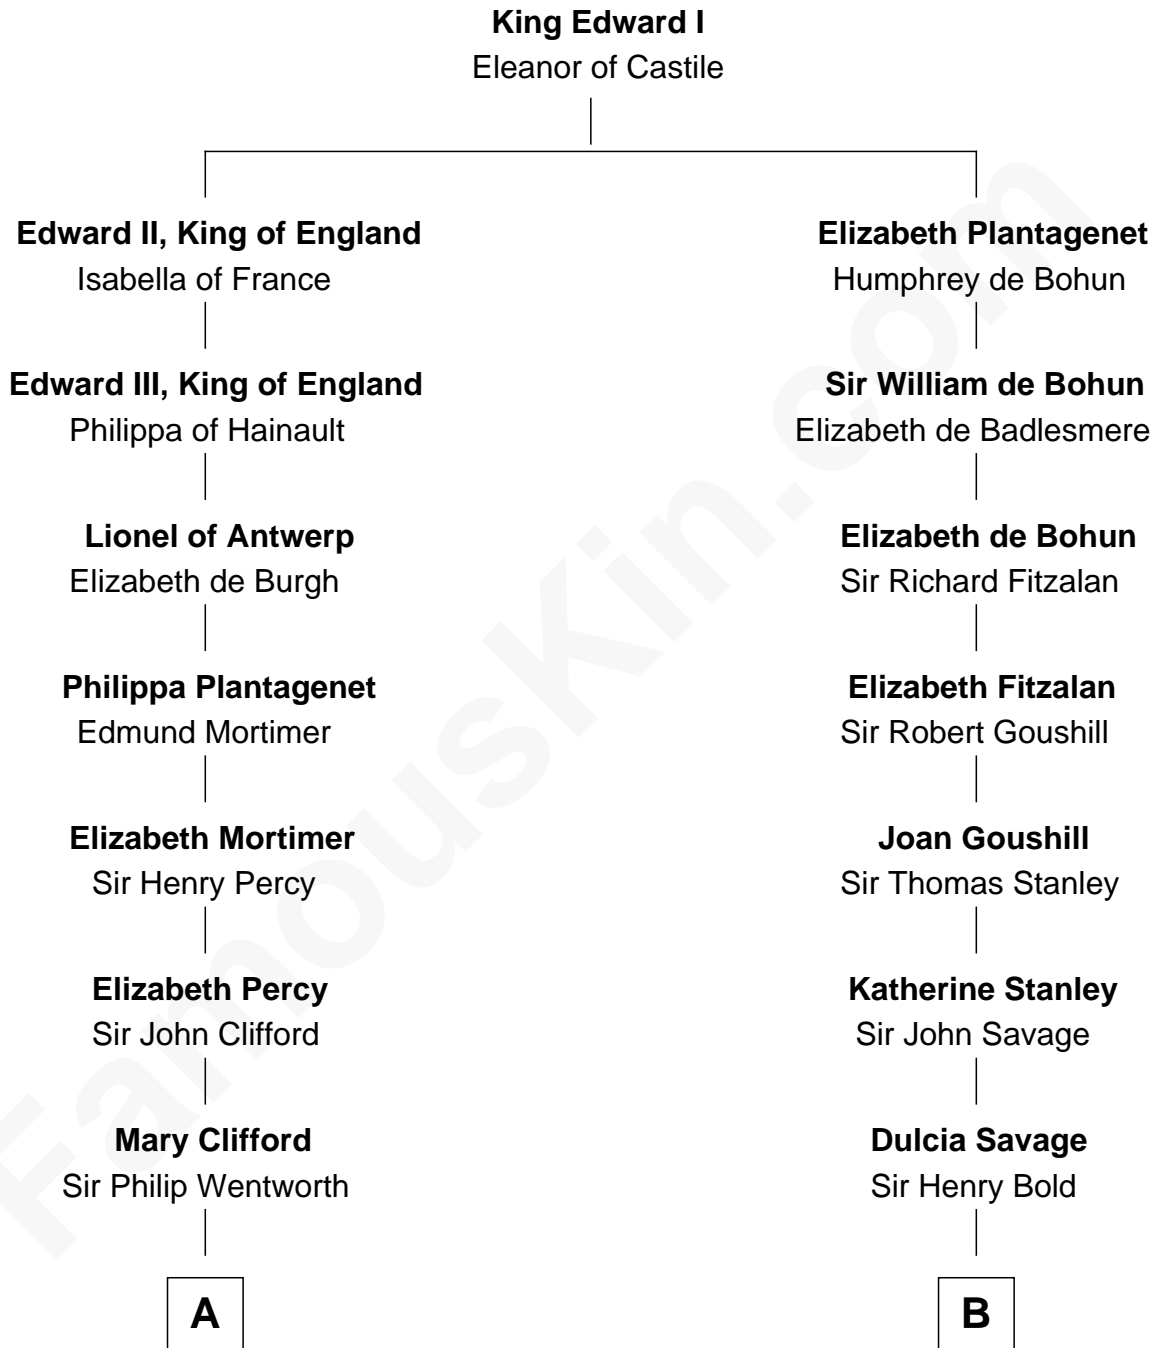 King Edward I
Eleanor of Castile
Edward II, King of England
Isabella of France
Edward III, King of England
Philippa of Hainault
Lionel of Antwerp
Elizabeth de Burgh
Philippa Plantagenet
Edmund Mortimer
Elizabeth Mortimer
Sir Henry Percy
Elizabeth Percy
Sir John Clifford
Mary Clifford
Sir Philip Wentworth
A
Elizabeth Plantagenet
Humphrey de Bohun
Sir William de Bohun
Elizabeth de Badlesmere
Elizabeth de Bohun
Sir Richard Fitzalan
Elizabeth Fitzalan
Sir Robert Goushill
Joan Goushill
Sir Thomas Stanley
Katherine Stanley
Sir John Savage
Dulcia Savage
Sir Henry Bold
B
FamousKin.com